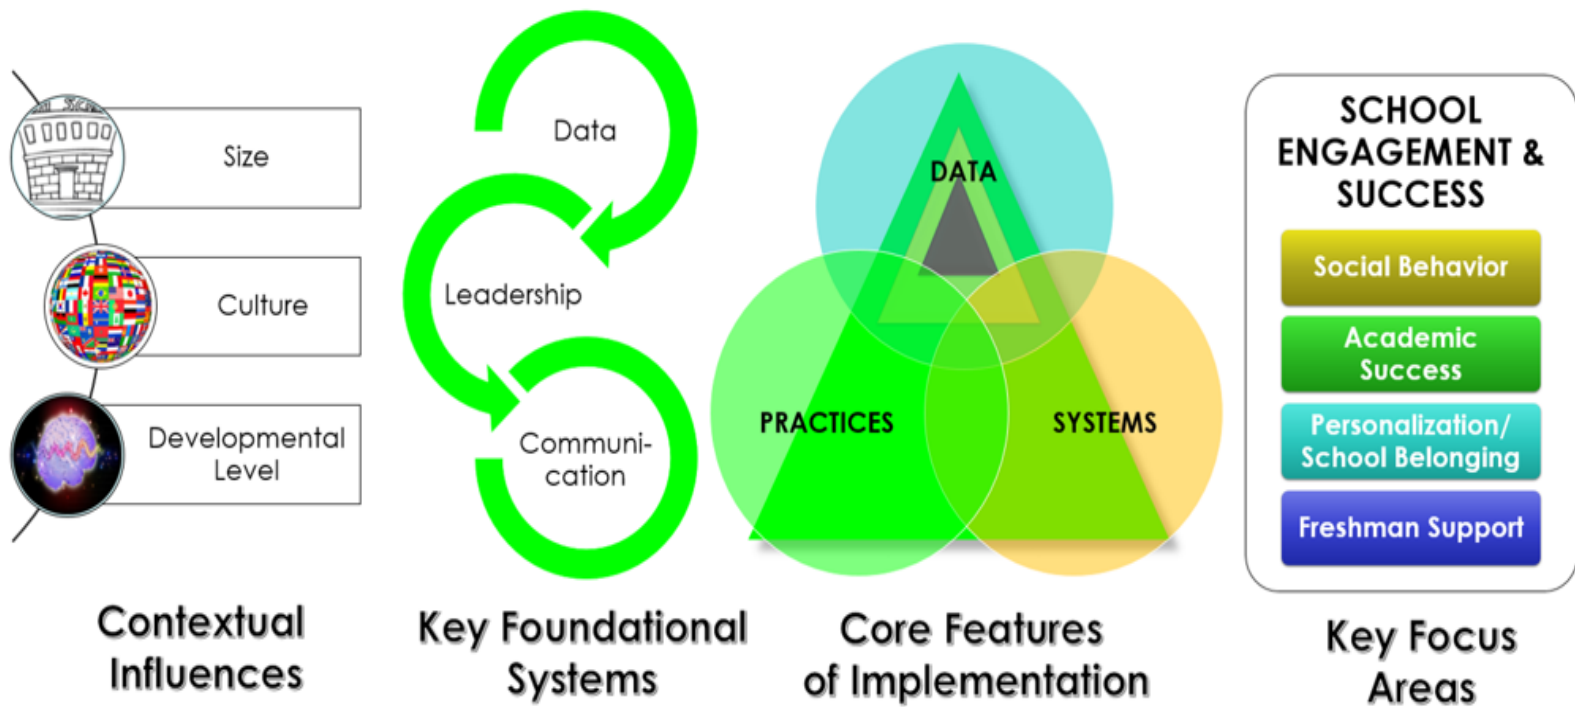 Size
Culture
Developmental
Level
Contextual
Influences
Data
Leadership
Communi-
cation
Key Foundational
Systems
DATA
PRACTICES
SYSTEMS
Core Features
of Implementation
SCHOOL
ENGAGEMENT &
SUCCESS
Social Behavior
Academic
Success
Personalization/
School Belonging
Freshman Support
Key Focus
Areas